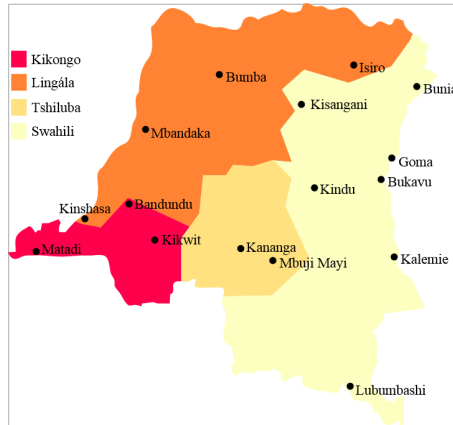 Kikongo
Lingála
Tshiluba
Swahili
Isiro
Bumba
Bunia
Kisangani
Mbandaka
Goma
Bukavu
Kindu
Bandundu
Kinshasa
Kikwit
Kananga
Matadi
Mbuji Mayi
Kalemie
Lubumbashi